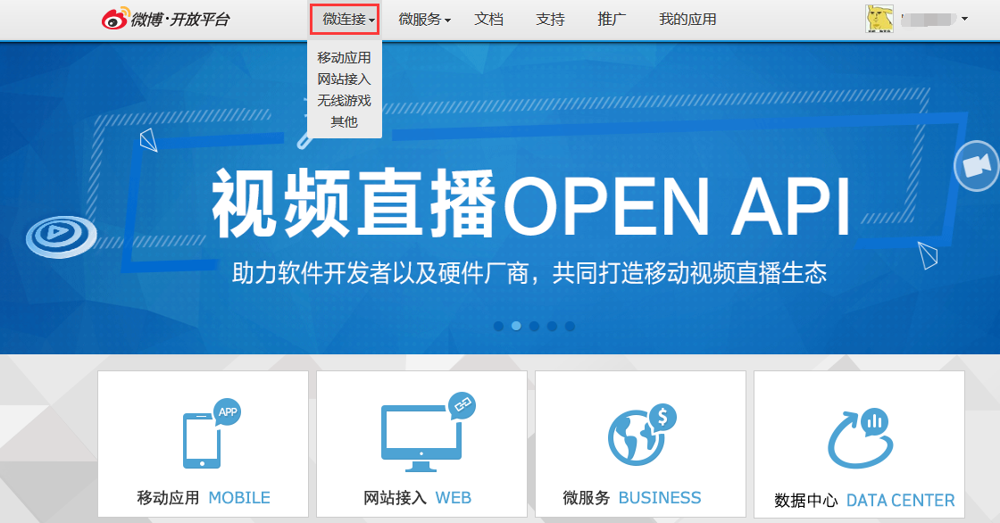 微博·开放平台 微连接 微服务 文档 支持 推广 我的应用
移动应用
网站接入
无线游戏
其他
视频直播OPEN API
助力软件开发者以及硬件厂商，共同打造移动视频直播生态
APP
$
移动应用 MOBILE
网站接入 WEB
微服务 BUSINESS
数据中心 DATA CENTER